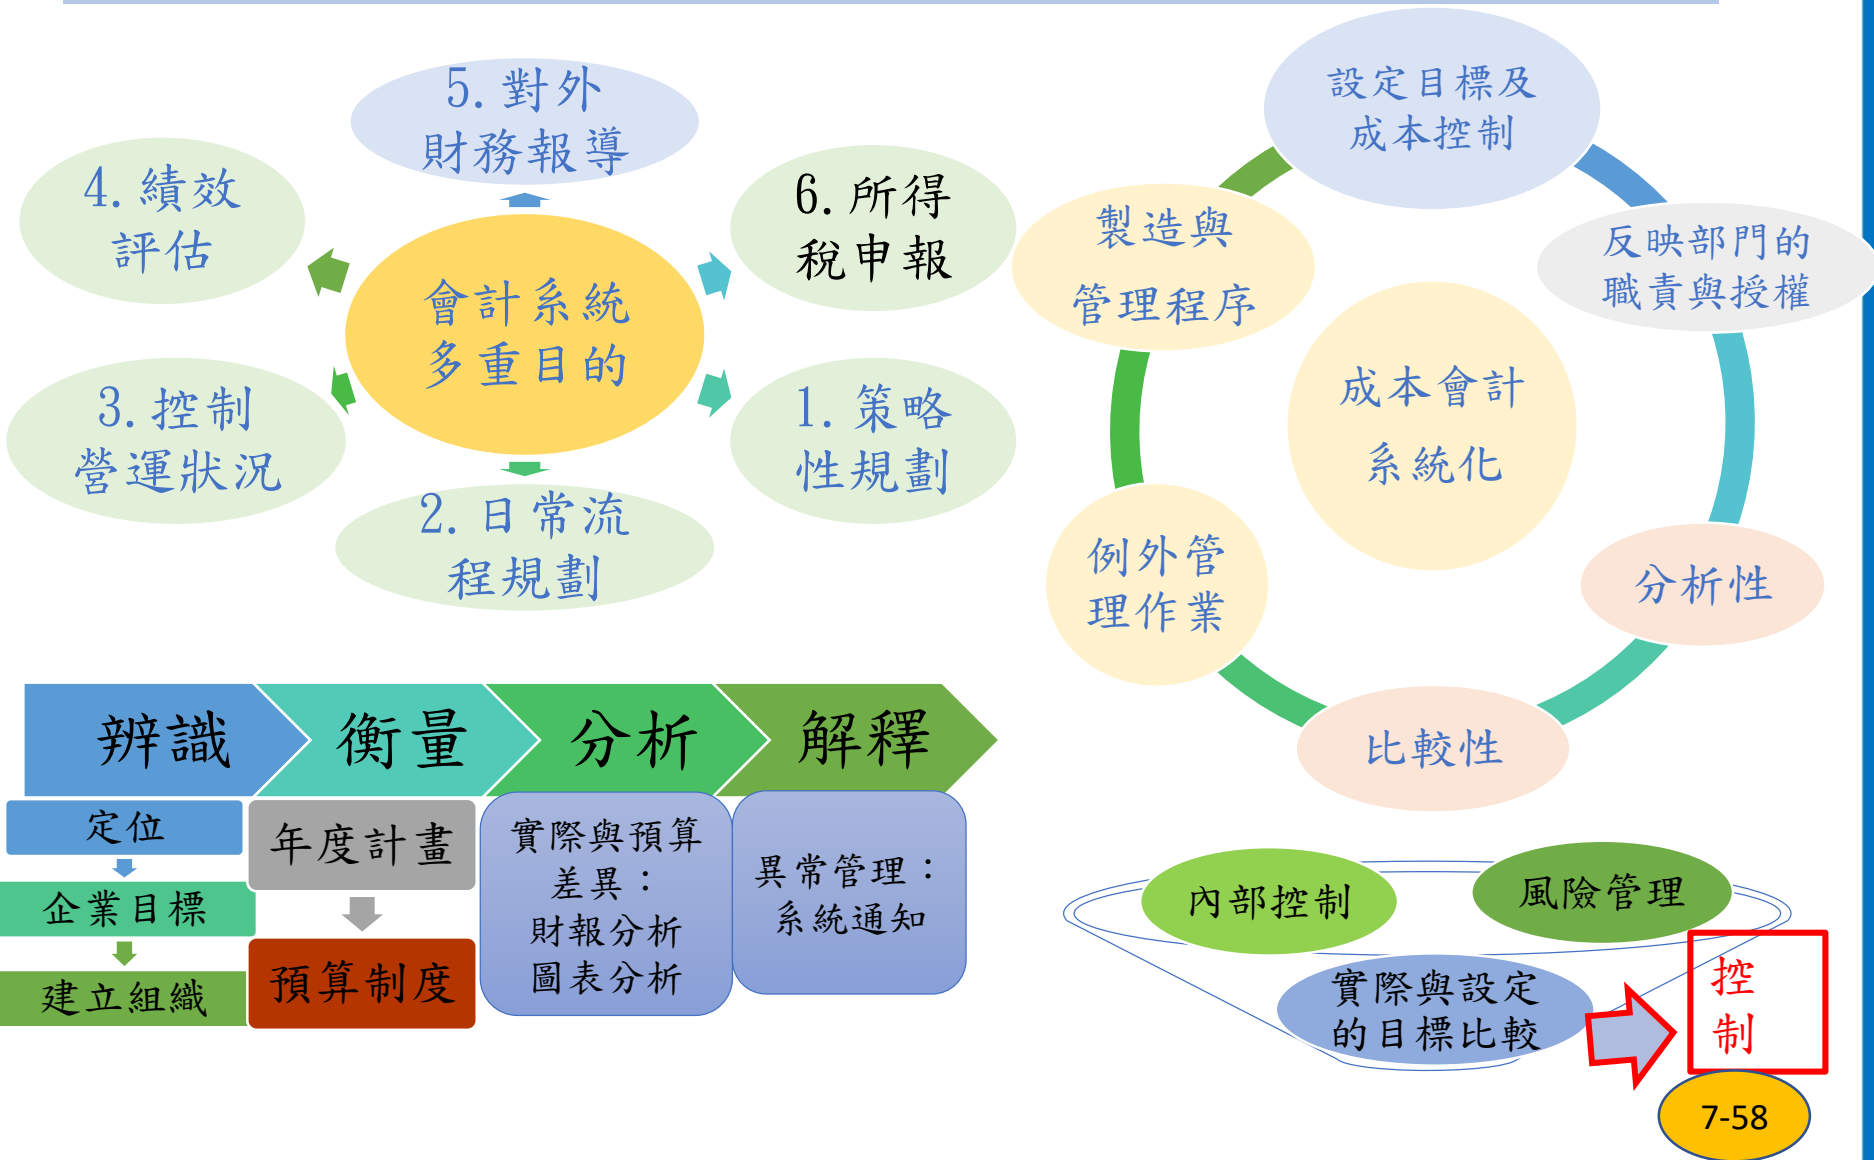 5.對外
財務報導
4.績效
評估
6.所得
稅申報
會計系統
多重目的
3.控制
營運狀況
1.策略
性規劃
2.日常流
程規劃
設定目標及
成本控制
反映部門的
職責與授權
分析性
比較性
例外管
理作業
製造與
管理程序
成本會計
系統化
辨識
衡量
分析
解釋
定位
企業目標
建立組織
年度計畫
預算制度
實際與預算
差異：
財報分析
圖表分析
異常管理：
系統通知
內部控制
風險管理
實際與設定
的目標比較
控
制
7-58